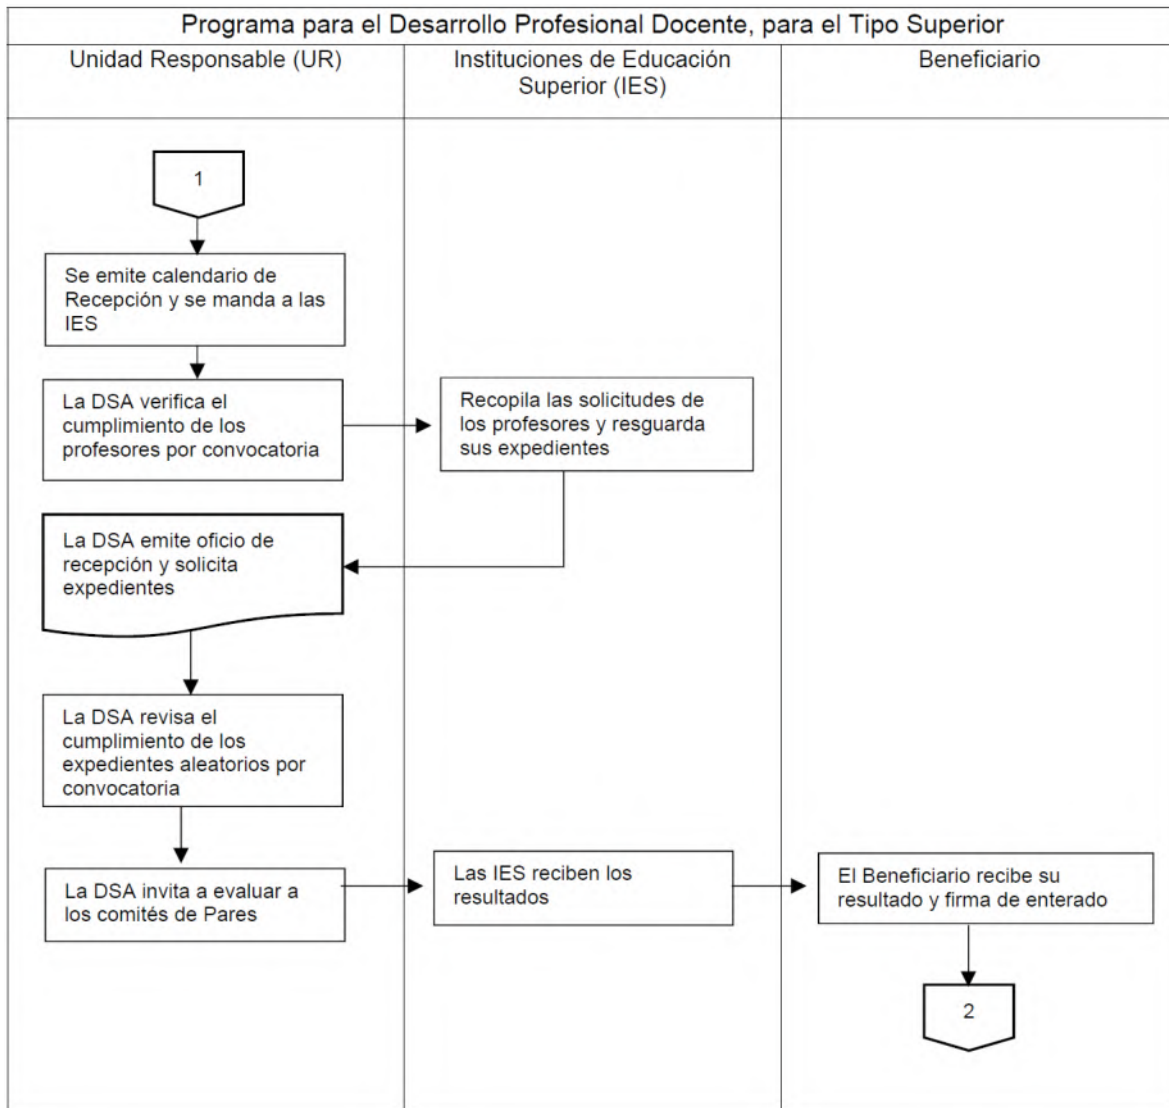 Programa para el Desarrollo Profesional Docente, para el Tipo Superior
Unidad Responsable (UR)
Instituciones de Educación
Superior (IES)
Beneficiario
1
Se emite calendario de
Recepción y se manda a las
IES
La DSA verifica el
cumplimiento de los
profesores por convocatoria
Recopila las solicitudes de
los profesores y resguarda
sus expedientes
La DSA emite oficio de
recepción y solicita
expedientes
La DSA revisa el
cumplimiento de los
expedientes aleatorios por
convocatoria
La DSA invita a evaluar a
los comités de Pares
Las IES reciben los
resultados
El Beneficiario recibe su
resultado y firma de enterado
2